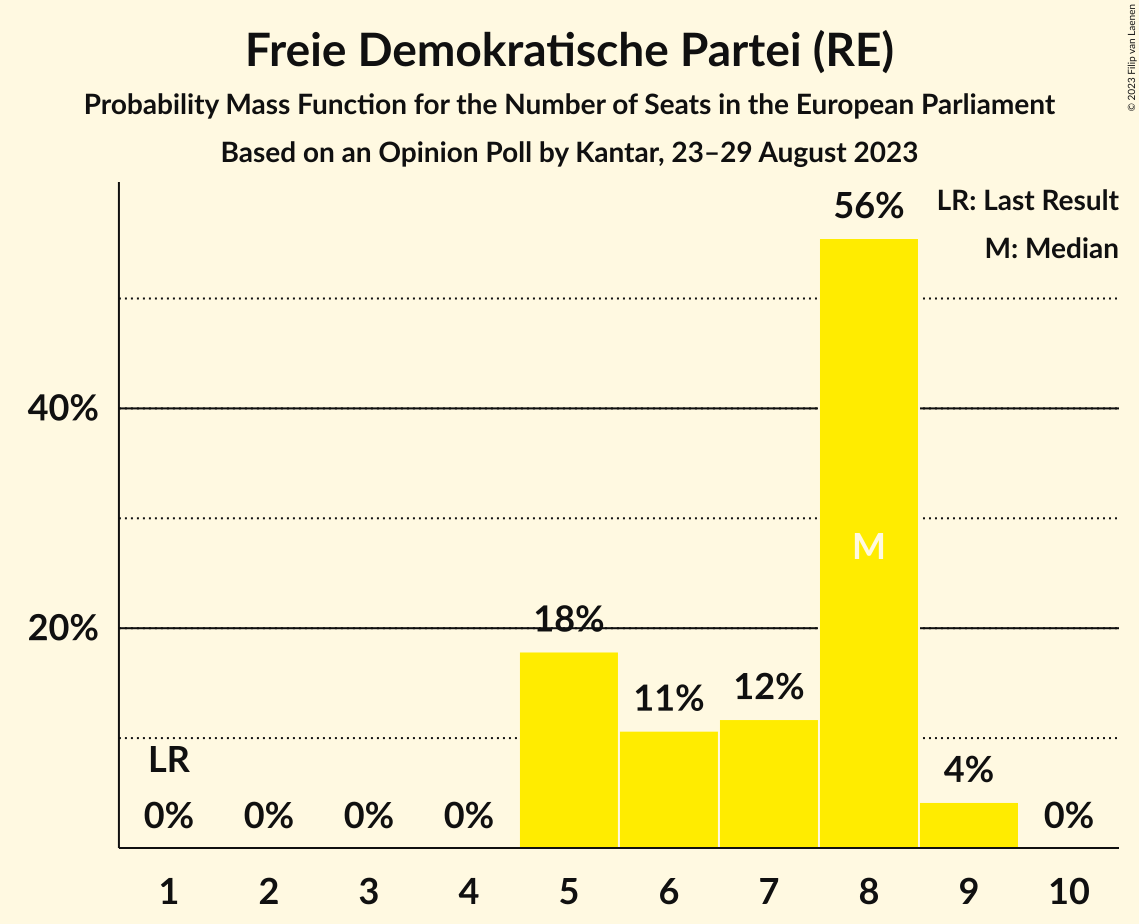 Freie Demokratische Partei (RE)
Probability Mass Function for the Number of Seats in the European Parliament
Based on an Opinion Poll by Kantar, 23–29 August 2023
© 2023 Filip van Laenen
LR: Last Result
M: Median
56%
40%
M
20%
18%
11%
12%
LR
4%
0%
0%
0%
0%
0%
1 2 3 4 5 6 7 8 9 10